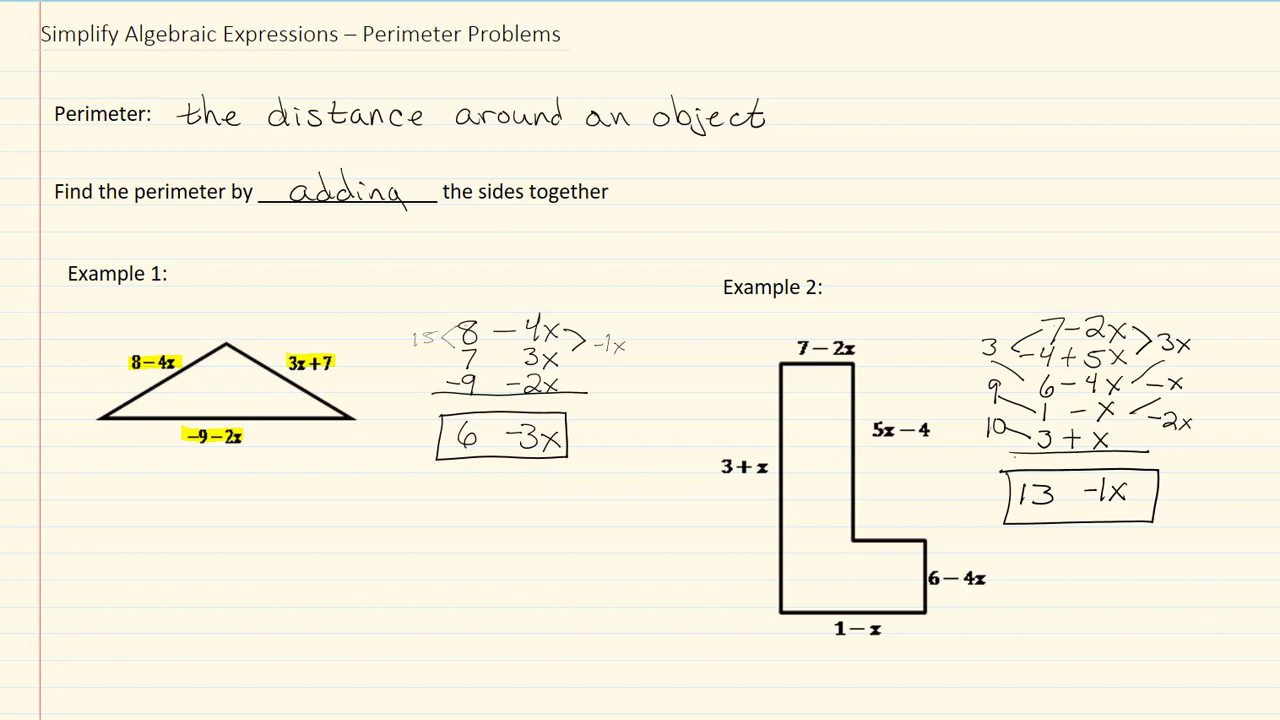 Simplify Algebraic Expressions – Perimeter Problems
Perimeter: the distance around an object
Find the perimeter by adding the sides together
Example 1:
8 – 4x
3x + 7
–9 – 2x
15 8 – 4x -1x
7 3x
-9 -2x
6 -3x
Example 2:
7 – 2x
5x – 4
3 + x
6 – 4x
1 – x
7-2x
3 -4+5x 3x
9 6-4x -x
1 - x -2x
10 3 + x
13 -1x